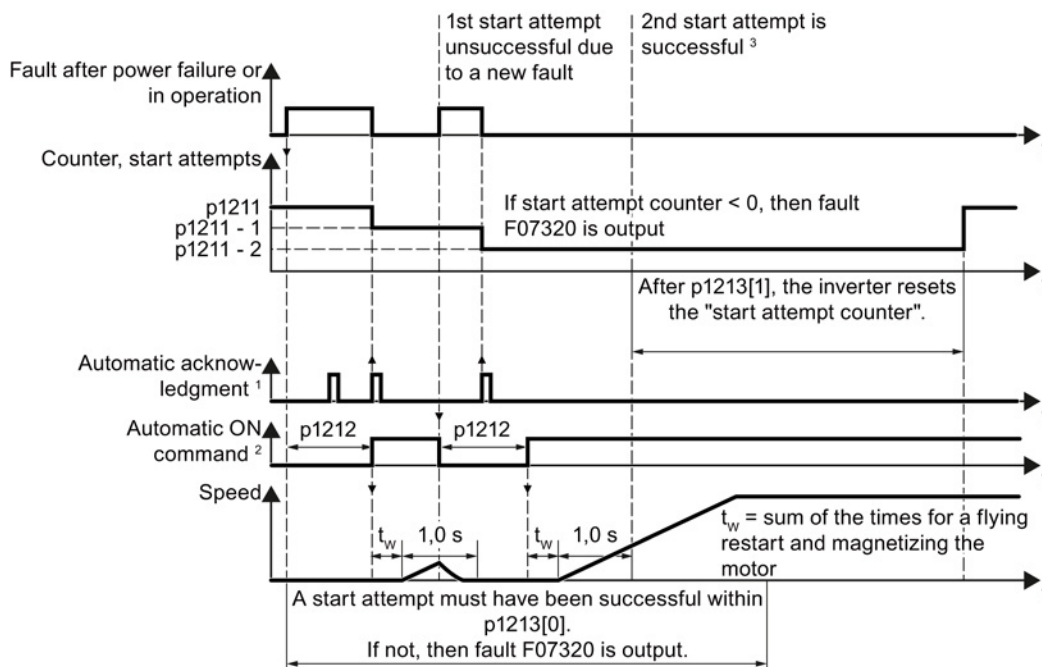 1st start attempt
unsuccessful due
to a new fault
2nd start attempt is
successful ³
Fault after power failure or
in operation
Counter, start attempts
p1211
p1211 - 1
p1211 - 2
If start attempt counter < 0, then fault
F07320 is output
After p1213[1], the inverter resets
the "start attempt counter".
Automatic acknow-
ledgment ¹
Automatic ON
command ²
p1212
p1212
Speed
t_w
1,0 s
t_w
1,0 s
t_w = sum of the times for a flying
restart and magnetizing the
motor
A start attempt must have been successful within
p1213[0].
If not, then fault F07320 is output.